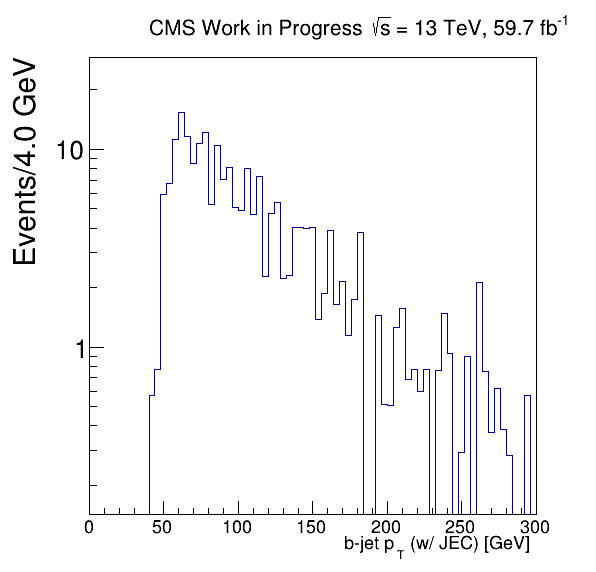 CMS Work in Progress √s = 13 TeV, 59.7 fb⁻¹
Events/4.0 GeV
10
1
0 50 100 150 200 250 300
b-jet p_T (w/ JEC) [GeV]